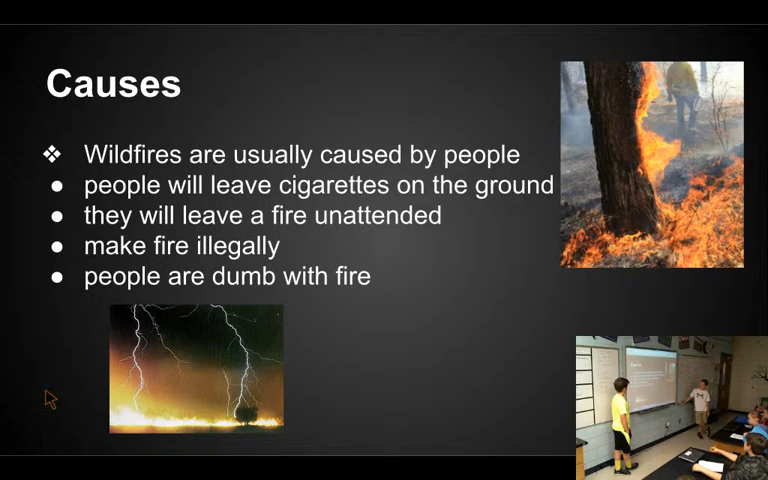 Causes
❖ Wildfires are usually caused by people
● people will leave cigarettes on the ground
● they will leave a fire unattended
● make fire illegally
● people are dumb with fire